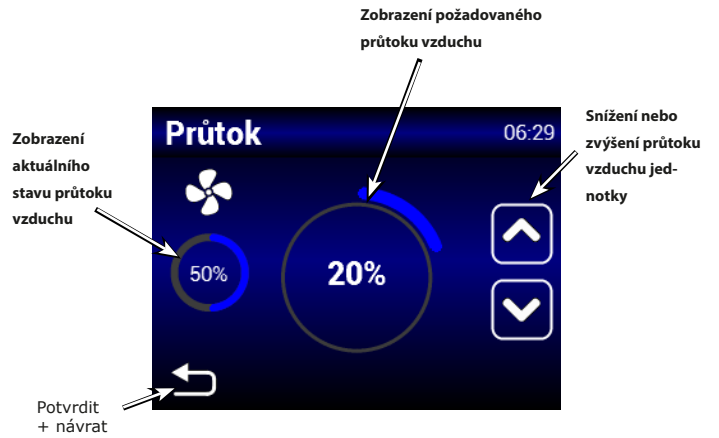 Zobrazení požadovaného
průtoku vzduchu
Snížení nebo
zvýšení průtoku
vzduchu jed-
notky
Zobrazení
aktuálního
stavu průtoku
vzduchu
Průtok
06:29
50%
20%
Potvrdit
+ návrat